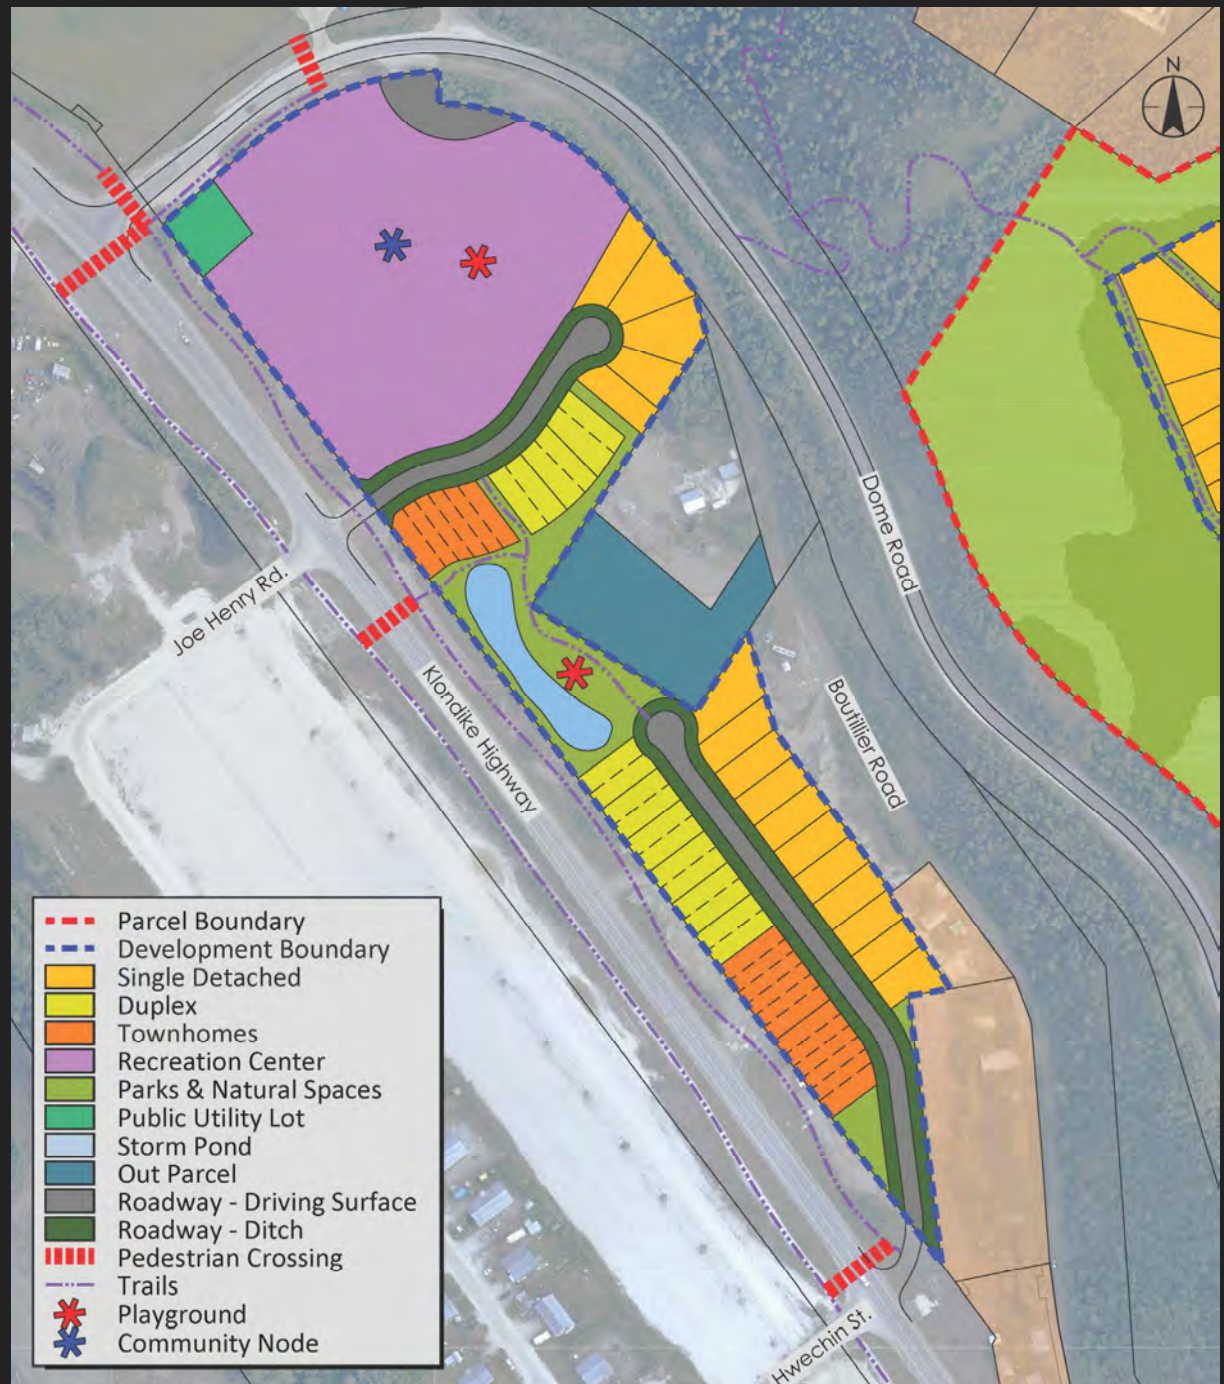 N
Dome Road
Joe Henry Rd.
Klondike Highway
Boutillier Road
Hwechin St.
Parcel Boundary
Development Boundary
Single Detached
Duplex
Townhomes
Recreation Center
Parks & Natural Spaces
Public Utility Lot
Storm Pond
Out Parcel
Roadway - Driving Surface
Roadway - Ditch
Pedestrian Crossing
Trails
Playground
Community Node